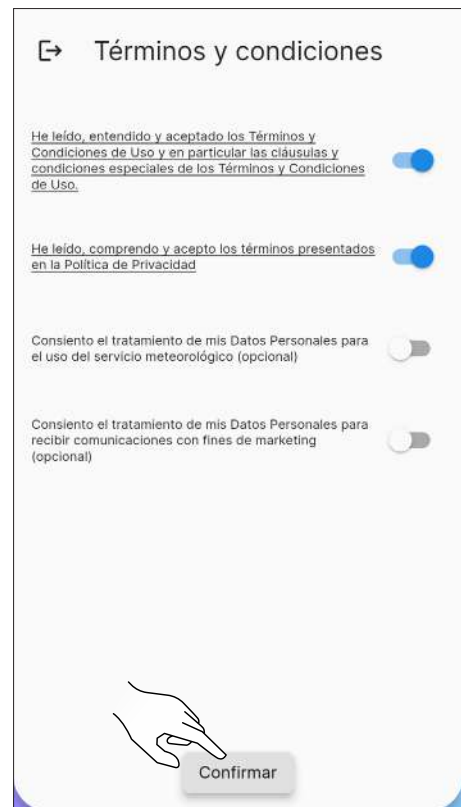 Términos y condiciones
He leído, entendido y aceptado los Términos y
Condiciones de Uso y en particular las cláusulas y
condiciones especiales de los Términos y Condiciones
de Uso.
He leído, comprendo y acepto los términos presentados
en la Política de Privacidad
Consiento el tratamiento de mis Datos Personales para
el uso del servicio meteorológico (opcional)
Consiento el tratamiento de mis Datos Personales para
recibir comunicaciones con fines de marketing
(opcional)
Confirmar